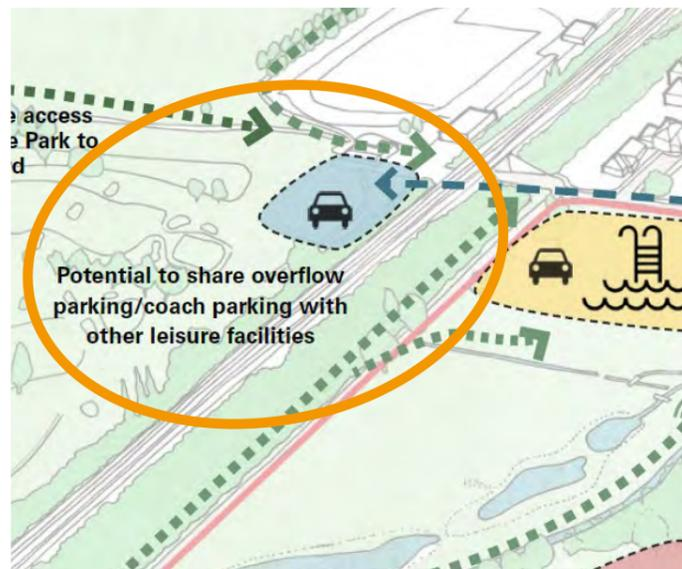 access
Park to
d
Potential to share overflow
parking/coach parking with
other leisure facilities